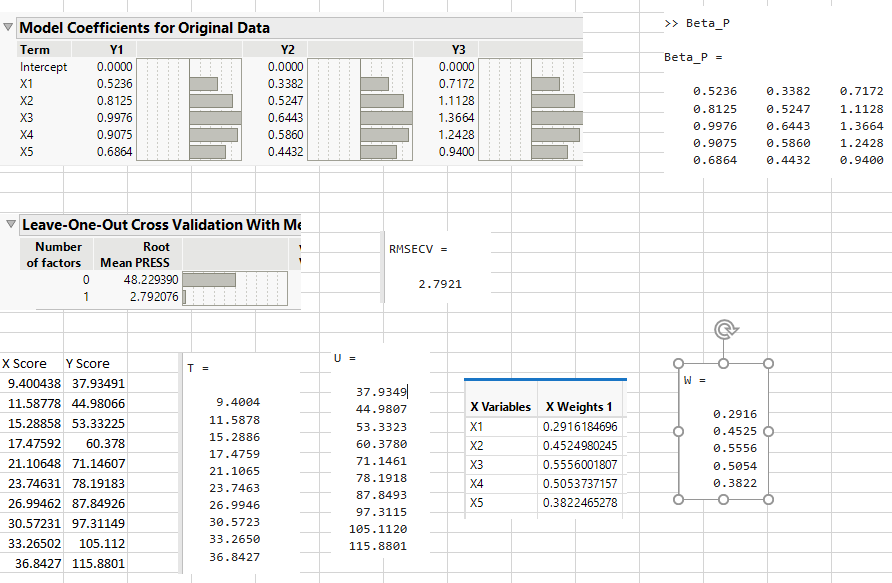 Model Coefficients for Original Data
Term Y1 Y2 Y3
Intercept 0.0000 0.0000 0.0000
X1 0.5236 0.3382 0.7172
X2 0.8125 0.5247 1.1128
X3 0.9976 0.6443 1.3664
X4 0.9075 0.5860 1.2428
X5 0.6864 0.4432 0.9400
>> Beta_P
Beta_P =
0.5236 0.3382 0.7172
0.8125 0.5247 1.1128
0.9976 0.6443 1.3664
0.9075 0.5860 1.2428
0.6864 0.4432 0.9400
Leave-One-Out Cross Validation With Me
Number Root
of factors Mean PRESS
0 48.229390
1 2.792076
RMSECV =
2.7921
X Score Y Score
9.400438 37.93491
11.58778 44.98066
15.28858 53.33225
17.47592 60.378
21.10648 71.14607
23.74631 78.19183
26.99462 87.84926
30.57231 97.31149
33.26502 105.112
36.8427 115.8801
T =
9.4004
11.5878
15.2886
17.4759
21.1065
23.7463
26.9946
30.5723
33.2650
36.8427
U =
37.9349
44.9807
53.3323
60.3780
71.1461
78.1918
87.8493
97.3115
105.1120
115.8801
X Variables X Weights 1
X1 0.2916184696
X2 0.4524980245
X3 0.5556001807
X4 0.5053737157
X5 0.3822465278
W =
0.2916
0.4525
0.5556
0.5054
0.3822